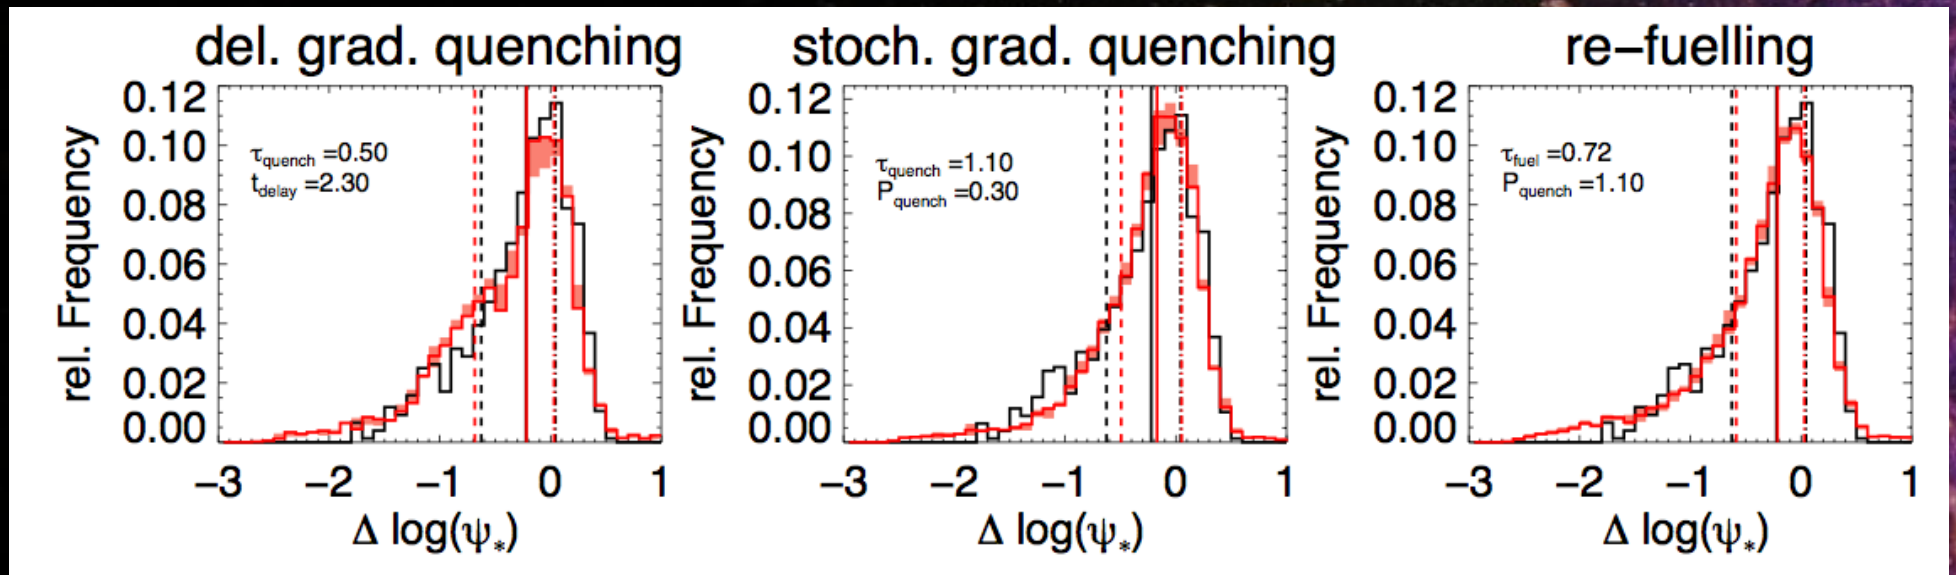 del. grad. quenching
rel. Frequency
0.12
0.10
0.08
0.06
0.04
0.02
0.00
τquench =0.50
tdelay =2.30
−3 −2 −1 0 1
Δ log(ψ*)
stoch. grad. quenching
rel. Frequency
0.12
0.10
0.08
0.06
0.04
0.02
0.00
τquench =1.10
Pquench =0.30
−3 −2 −1 0 1
Δ log(ψ*)
re−fuelling
rel. Frequency
0.12
0.10
0.08
0.06
0.04
0.02
0.00
τfuel =0.72
Pquench =1.10
−3 −2 −1 0 1
Δ log(ψ*)